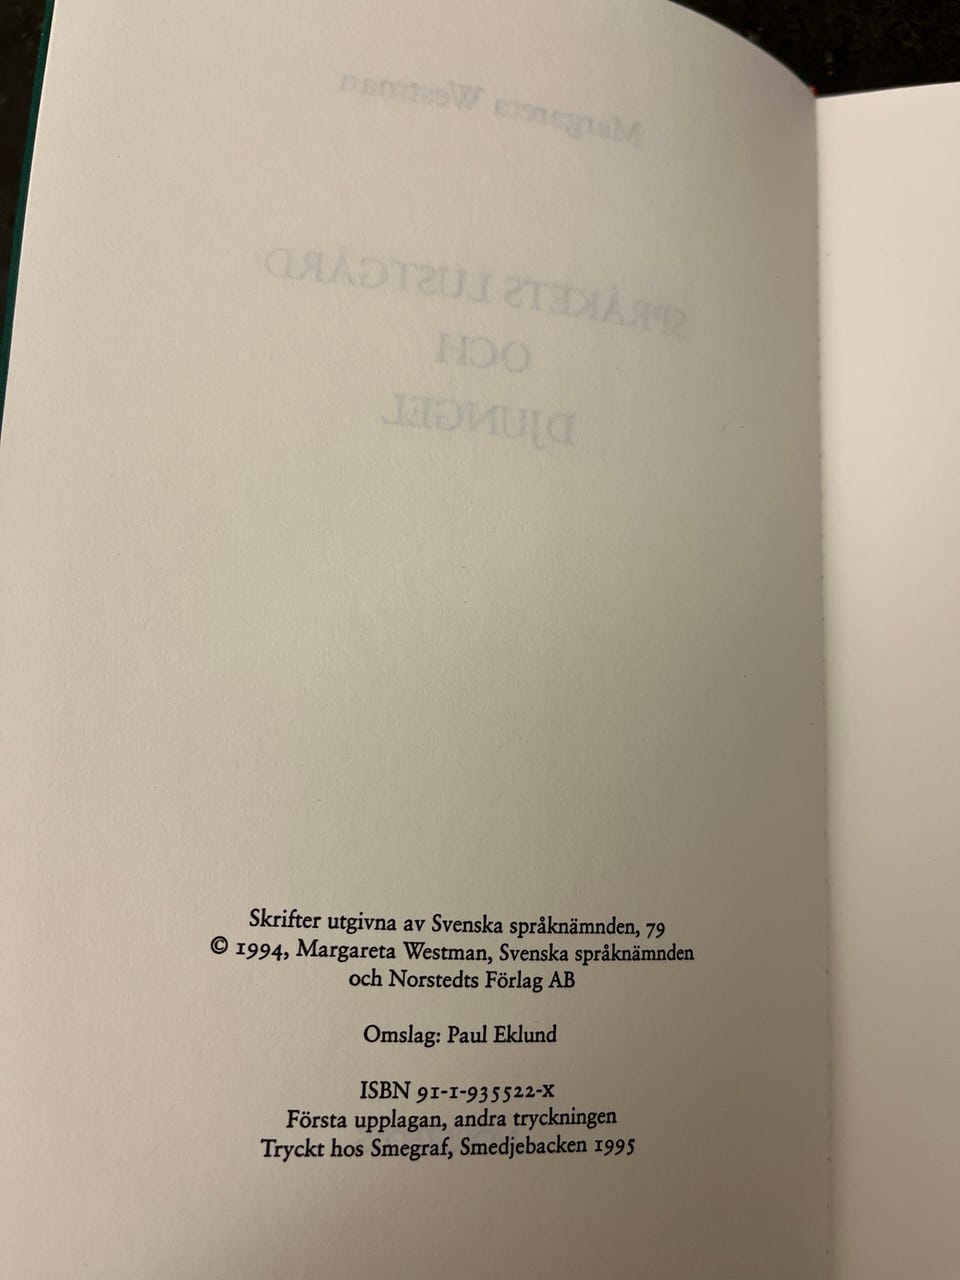 Margareta Westman
SPRÅKETS LUSTGÅRD
OCH
DJUNGEL
Skrifter utgivna av Svenska språknämnden, 79
© 1994, Margareta Westman, Svenska språknämnden
och Norstedts Förlag AB
Omslag: Paul Eklund
ISBN 91-1-935522-X
Första upplagan, andra tryckningen
Tryckt hos Smegraf, Smedjebacken 1995